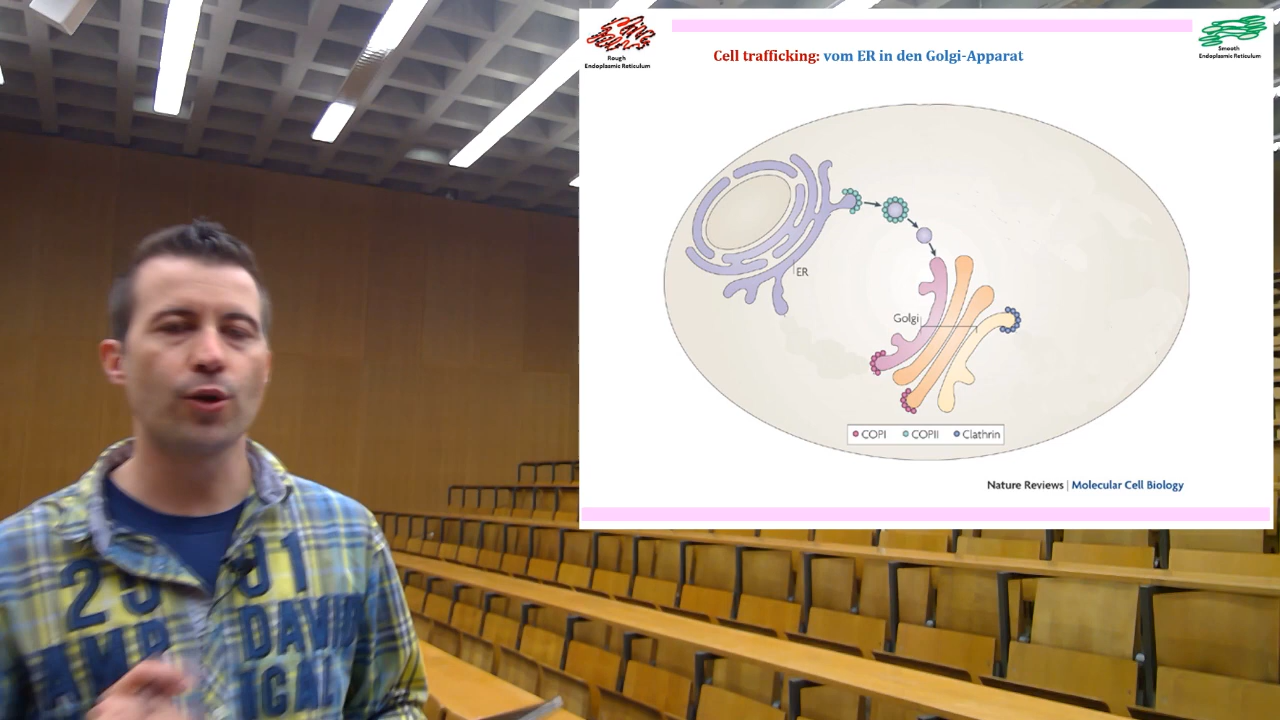 Rough
Endoplasmic Reticulum
Cell trafficking: vom ER in den Golgi-Apparat
Smooth
Endoplasmic Reticulum
ER
Golgi
COPI COPII Clathrin
Nature Reviews | Molecular Cell Biology
DAVID